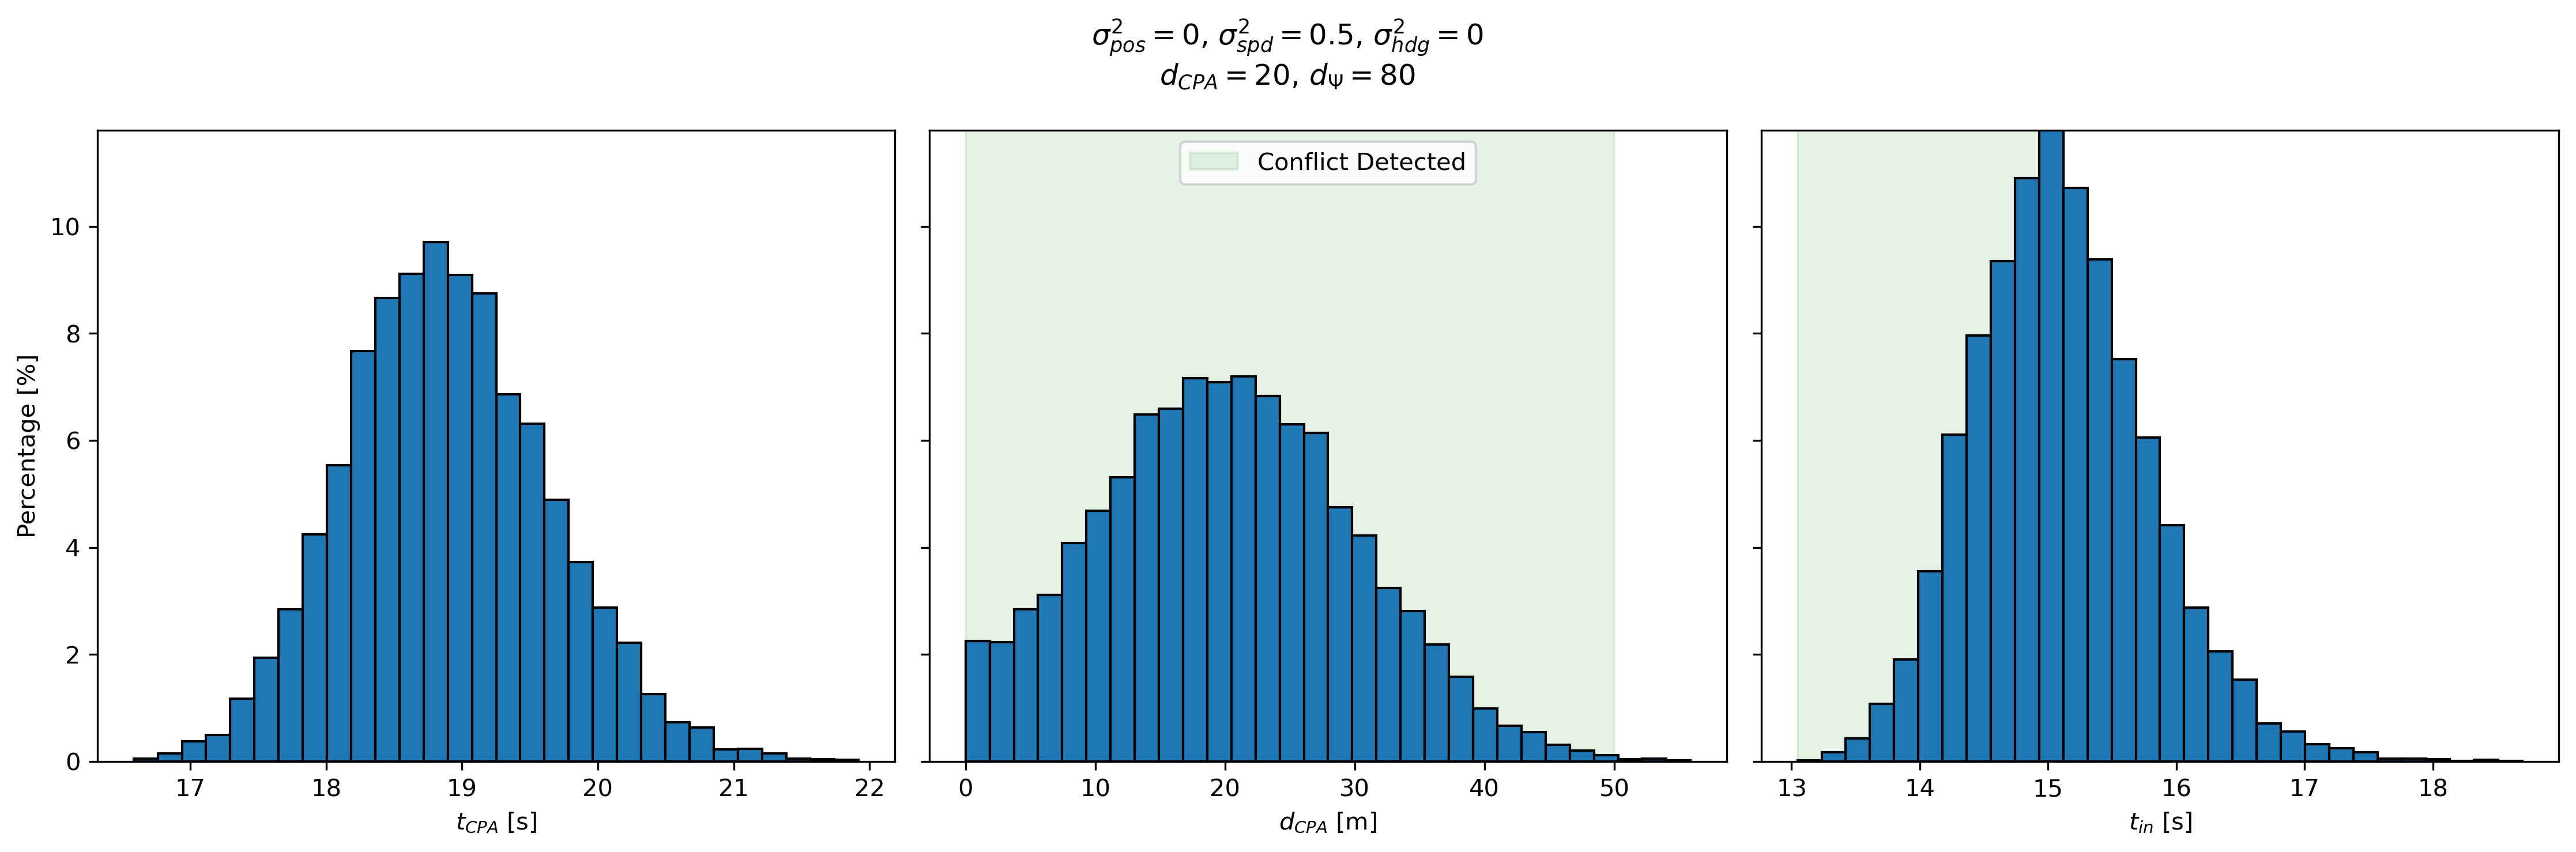 σ²pos = 0, σ²spd = 0.5, σ²hdg = 0
dCPA = 20, dΨ = 80
Conflict Detected
Percentage [%]
10
8
6
4
2
0
17 18 19 20 21 22
tCPA [s]
0 10 20 30 40 50
dCPA [m]
13 14 15 16 17 18
tin [s]